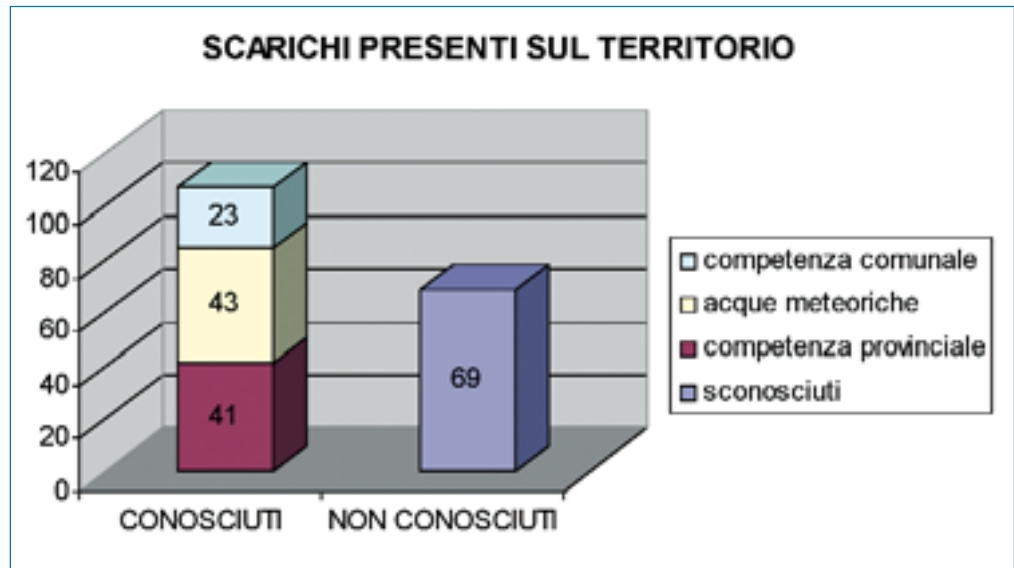 SCARICHI PRESENTI SUL TERRITORIO
120
100
80
60
40
20
0
23
43
41
69
CONOSCIUTI
NON CONOSCIUTI
competenza comunale
acque meteoriche
competenza provinciale
sconosciuti